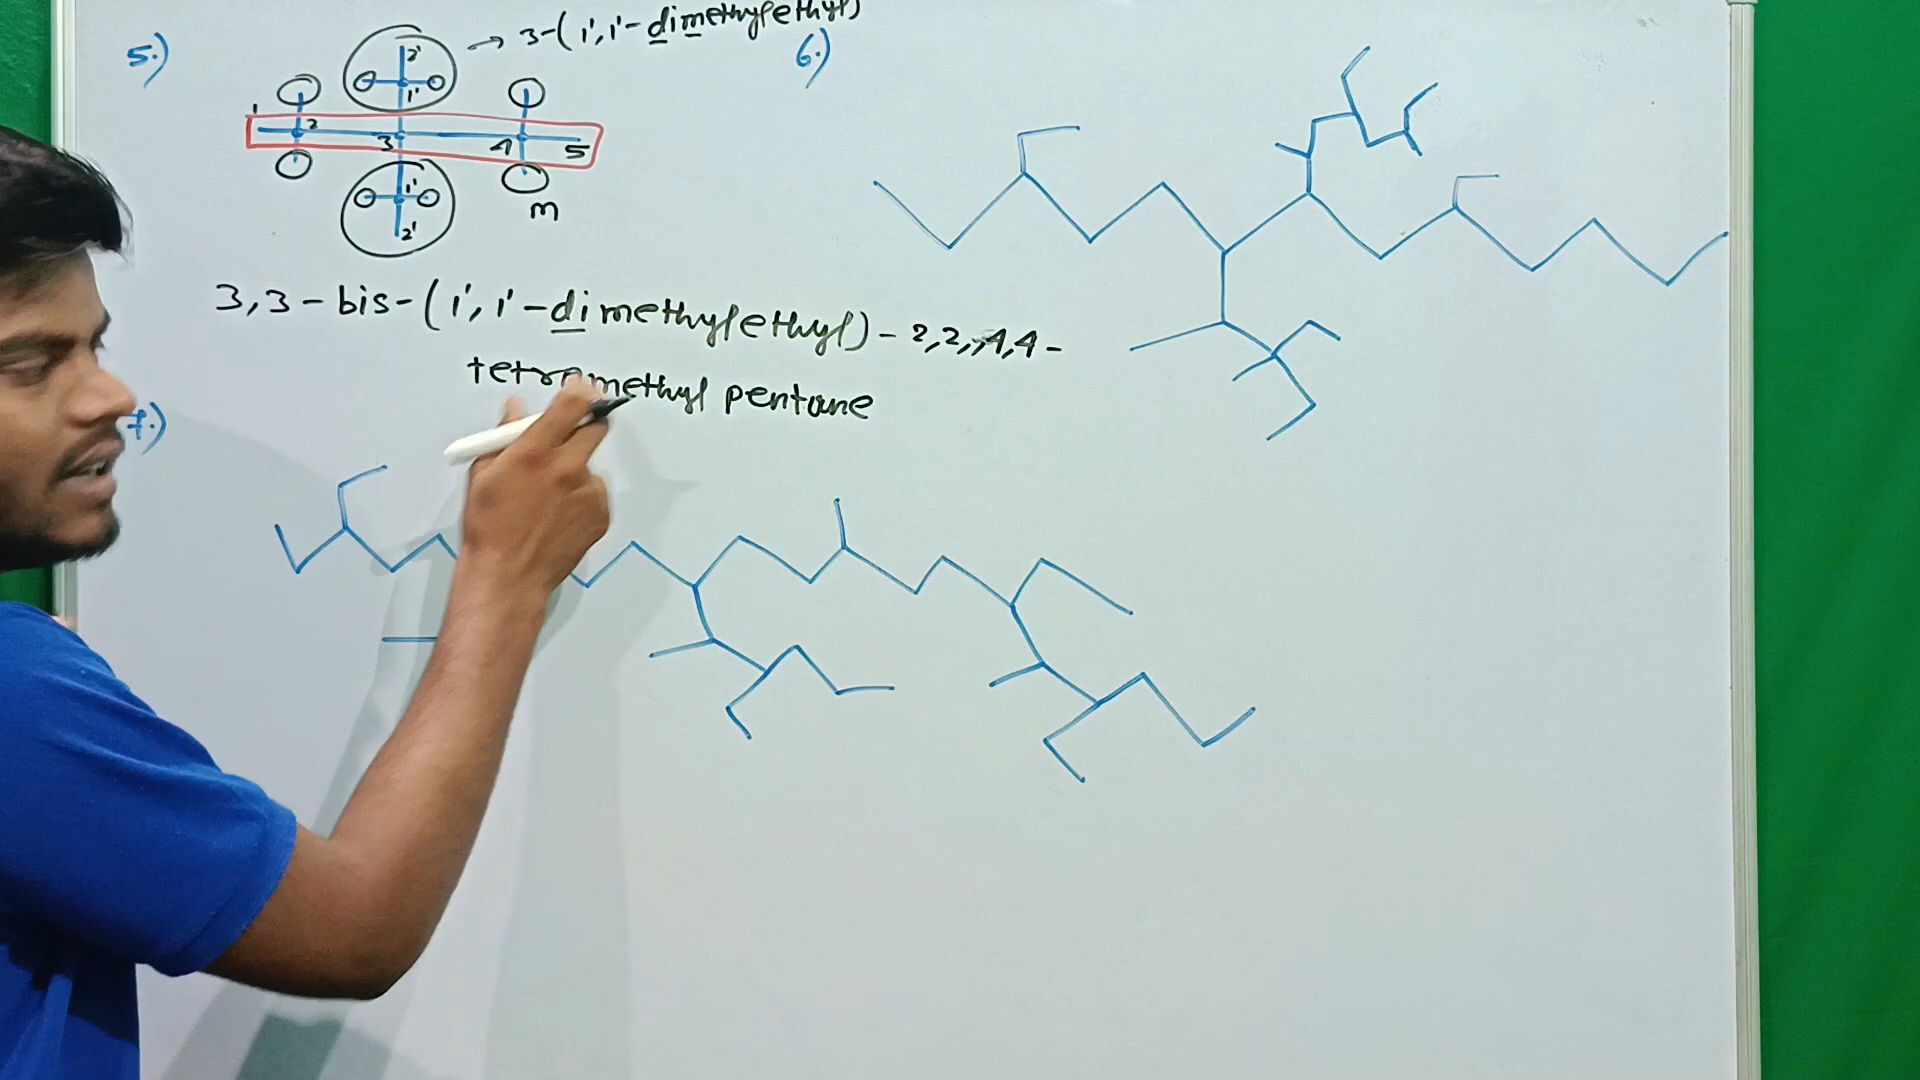 5.)
→ 3-(1',1'-dimethylethyl)
2'
1'
1 2 3 4 5
1'
2'
m
3,3-bis-(1',1'-dimethylethyl)-2,2,,4,4-
tetramethyl pentane
6.)
7.)